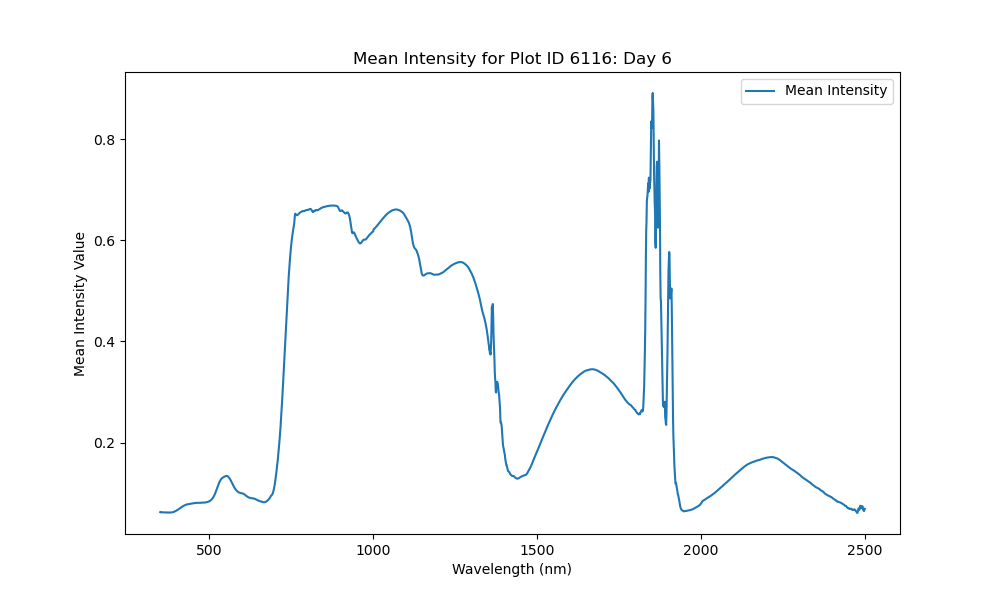 Mean Intensity for Plot ID 6116: Day 6
Mean Intensity
Mean Intensity Value
0.8
0.6
0.4
0.2
500 1000 1500 2000 2500
Wavelength (nm)